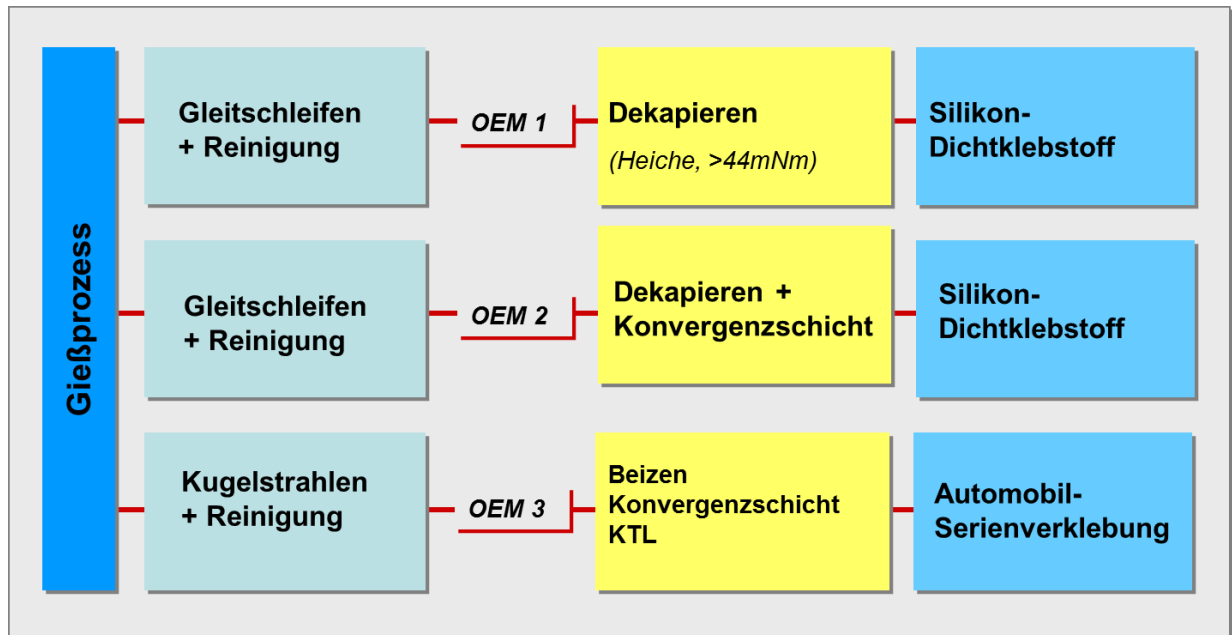 Gießprozess
Gleitschleifen
+ Reinigung
OEM 1
Dekapieren
(Heiche, >44mNm)
Silikon-
Dichtklebstoff
Gleitschleifen
+ Reinigung
OEM 2
Dekapieren +
Konvergenzschicht
Silikon-
Dichtklebstoff
Kugelstrahlen
+ Reinigung
OEM 3
Beizen
Konvergenzschicht
KTL
Automobil-
Serienverklebung